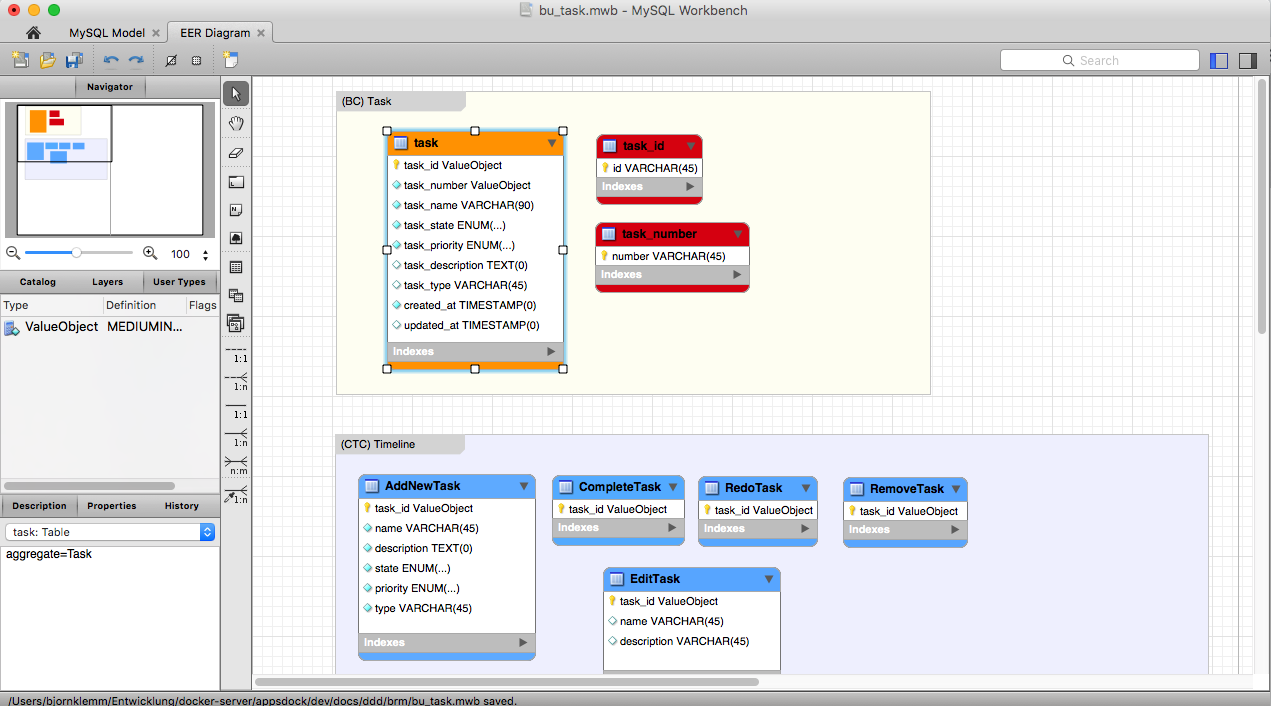 bu_task.mwb - MySQL Workbench
MySQL Model
EER Diagram
Search
Navigator
100
Catalog
Layers
User Types
Type
Definition
Flags
ValueObject
MEDIUMIN...
Description
Properties
History
task: Table
aggregate=Task
1:1
1:n
1:1
1:n
n:m
1:n
(BC) Task
task
task_id ValueObject
task_number ValueObject
task_name VARCHAR(90)
task_state ENUM(...)
task_priority ENUM(...)
task_description TEXT(0)
task_type VARCHAR(45)
created_at TIMESTAMP(0)
updated_at TIMESTAMP(0)
Indexes
task_id
id VARCHAR(45)
Indexes
task_number
number VARCHAR(45)
Indexes
(CTC) Timeline
AddNewTask
task_id ValueObject
name VARCHAR(45)
description TEXT(0)
state ENUM(...)
priority ENUM(...)
type VARCHAR(45)
Indexes
CompleteTask
task_id ValueObject
Indexes
RedoTask
task_id ValueObject
Indexes
RemoveTask
task_id ValueObject
Indexes
EditTask
task_id ValueObject
name VARCHAR(45)
description VARCHAR(45)
/Users/bjornklemm/Entwicklung/docker-server/appsdock/dev/docs/ddd/brm/bu_task.mwb saved.